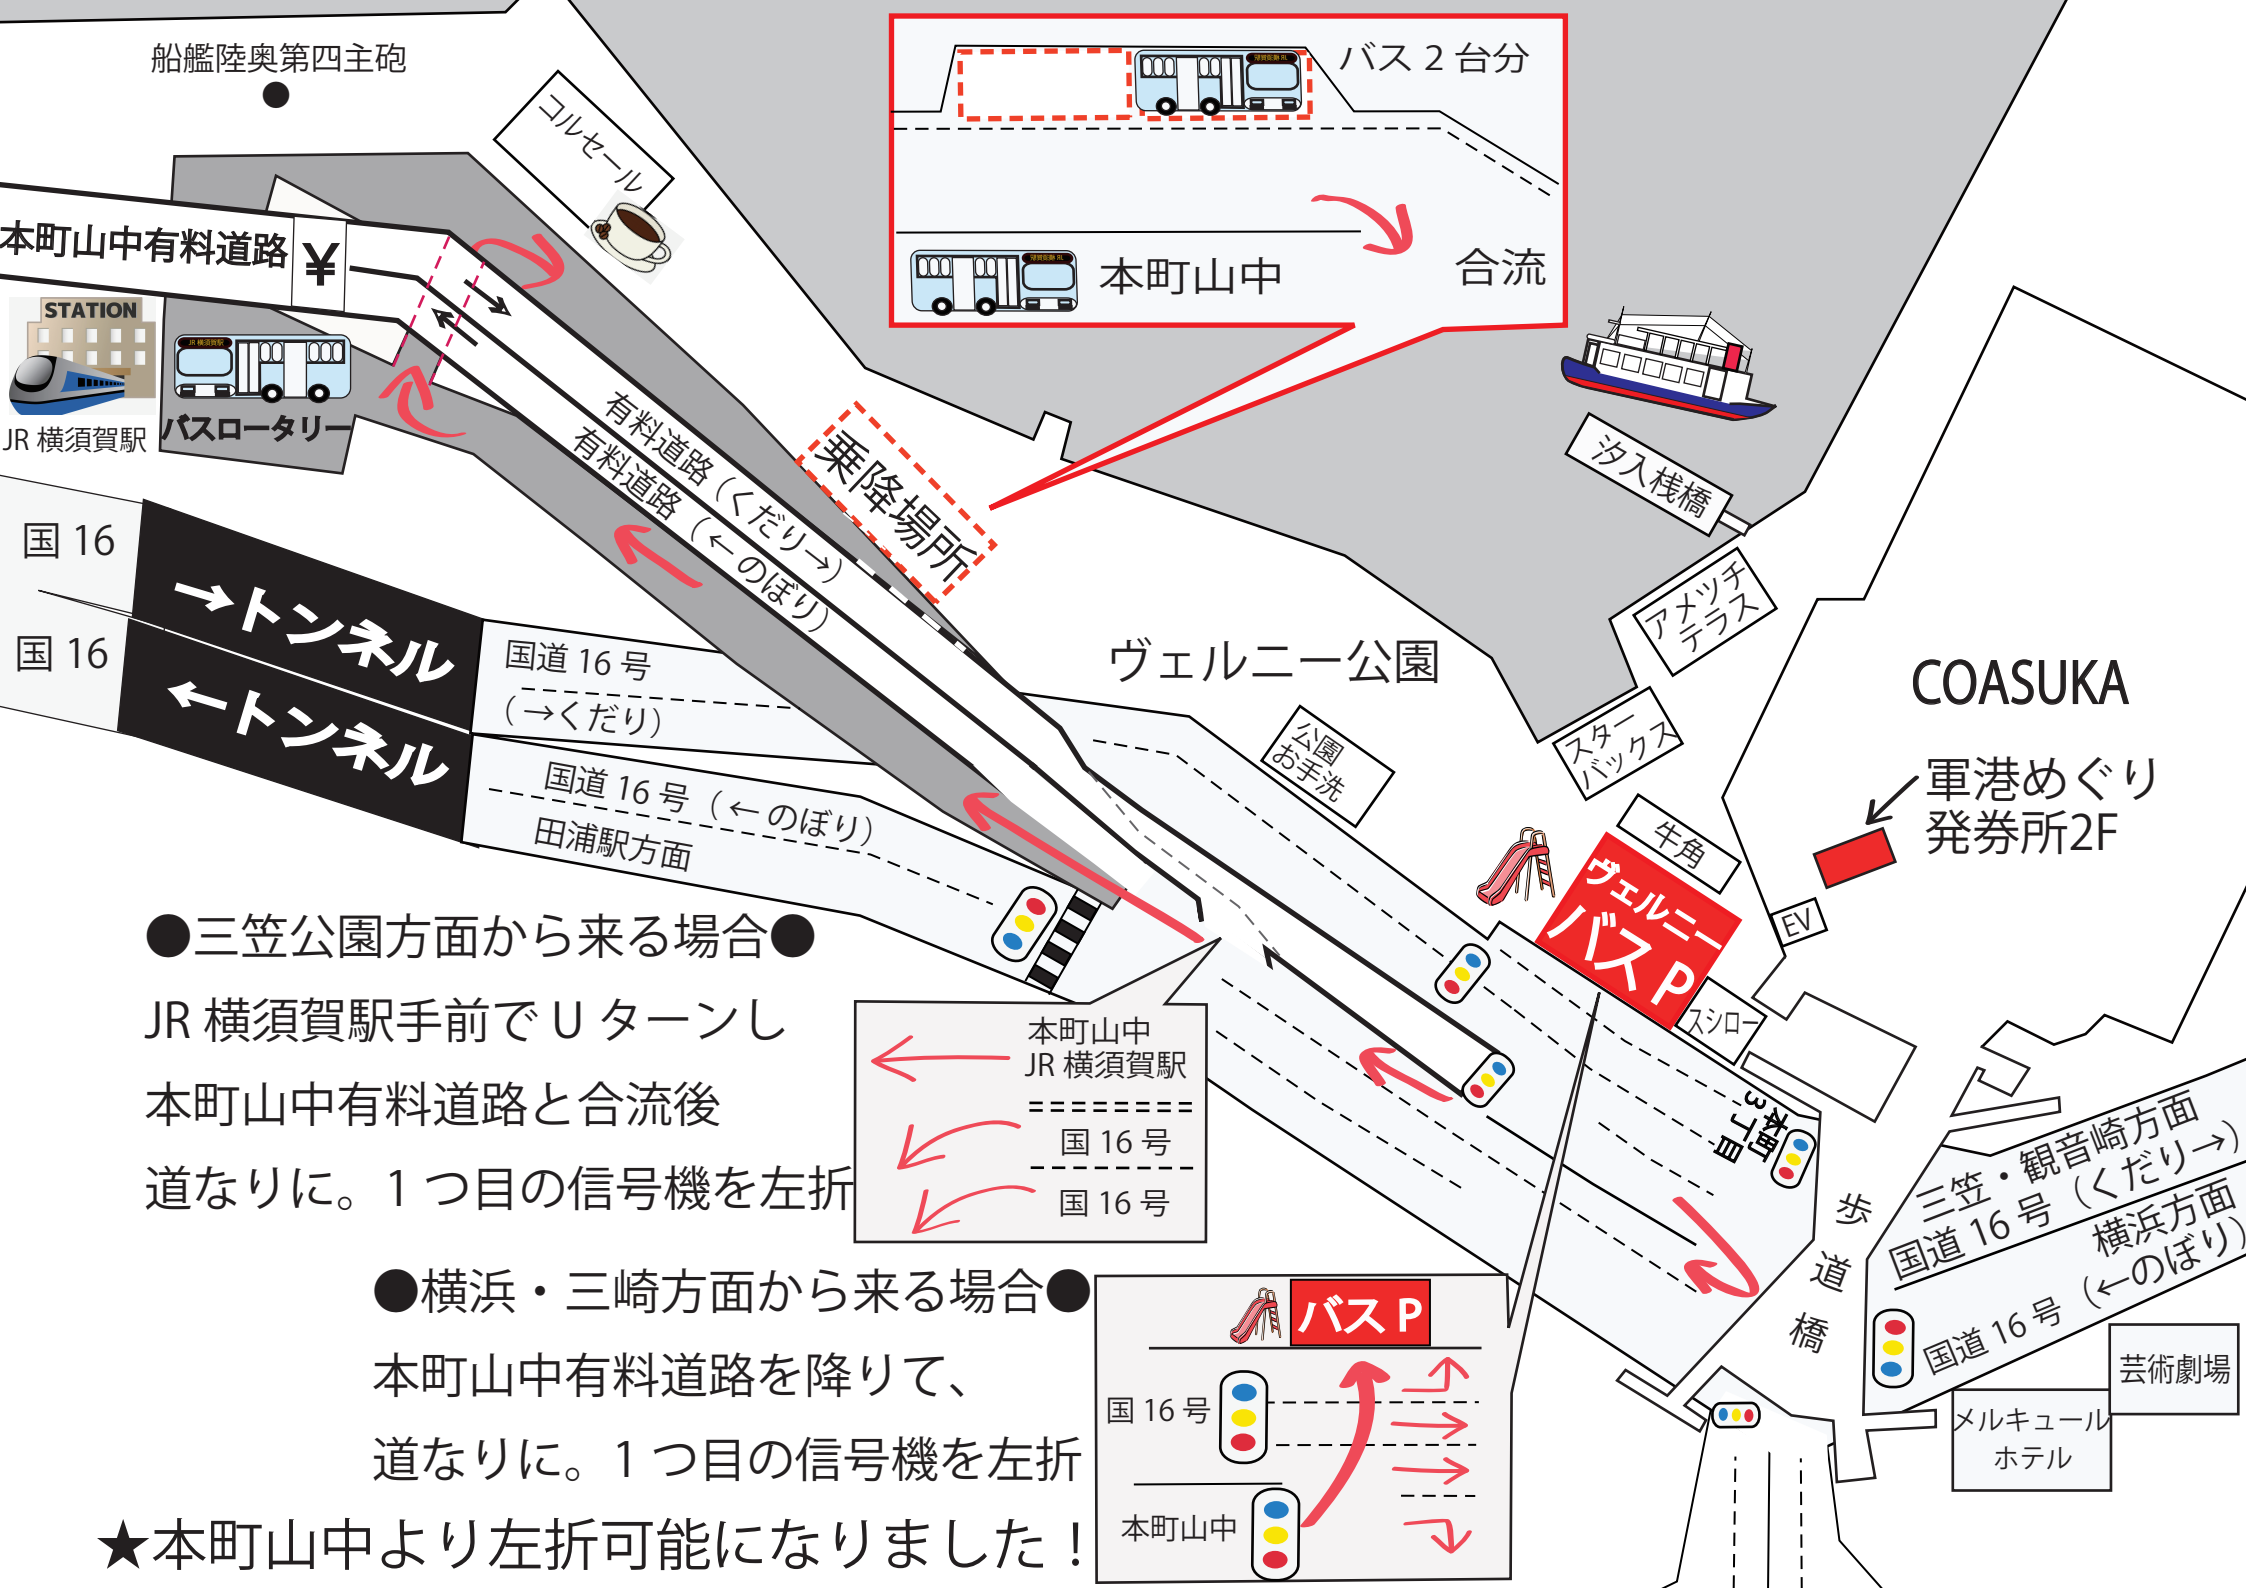 船艦陸奥第四主砲
コルセール
バス 2 台分
本町山中
合流
本町山中有料道路
¥
STATION
JR 横須賀駅
JR 横須賀駅
バスロータリー
有料道路（くだり→）
有料道路（←のぼり）
乗降場所
汐入桟橋
アメツチ
テラス
スター
バックス
ヴェルニー公園
公園
お手洗
牛角
COASUKA
軍港めぐり
発券所2F
EV
ヴェルニー
バス P
スシロー
国 16
国 16
→トンネル
←トンネル
国道 16 号
（→くだり）
国道 16 号（←のぼり）
田浦駅方面
●三笠公園方面から来る場合●
JR 横須賀駅手前で U ターンし
本町山中有料道路と合流後
道なりに。1 つ目の信号機を左折
本町山中
JR 横須賀駅
国 16 号
国 16 号
本町
3丁目
歩道橋
三笠・観音崎方面
国道 16 号（くだり→）
横浜方面
国道 16 号（←のぼり）
芸術劇場
メルキュール
ホテル
●横浜・三崎方面から来る場合●
本町山中有料道路を降りて、
道なりに。1 つ目の信号機を左折
★本町山中より左折可能になりました！
バス P
国 16 号
本町山中